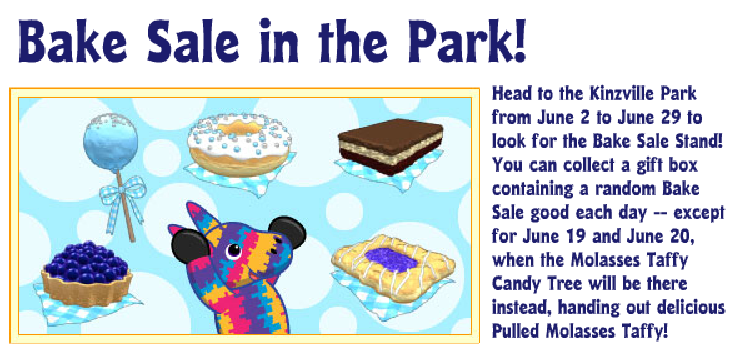 Bake Sale in the Park!
Head to the Kinzville Park
from June 2 to June 29 to
look for the Bake Sale Stand!
You can collect a gift box
containing a random Bake
Sale good each day -- except
for June 19 and June 20,
when the Molasses Taffy
Candy Tree will be there
instead, handing out delicious
Pulled Molasses Taffy!